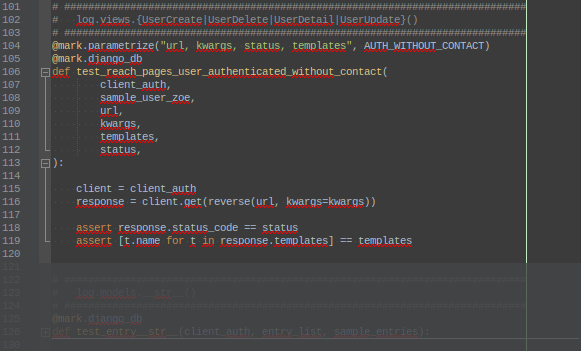 101 # #############################################################################
102 #   log.views.{UserCreate|UserDelete|UserDetail|UserUpdate}()
103 # #############################################################################
104 @mark.parametrize("url, kwargs, status, templates", AUTH_WITHOUT_CONTACT)
105 @mark.django_db
106 def test_reach_pages_user_authenticated_without_contact(
107         client_auth,
108         sample_user_zoe,
109         url,
110         kwargs,
111         templates,
112         status,
113 ):
114
115     client = client_auth
116     response = client.get(reverse(url, kwargs=kwargs))
117
118     assert response.status_code == status
119     assert [t.name for t in response.templates] == templates
120
121
122 # #############################################################################
123 #   log.models.__str__()
124 # #############################################################################
125 @mark.django_db
126 def test_entry__str__(client_auth, entry_list, sample_entries):
130